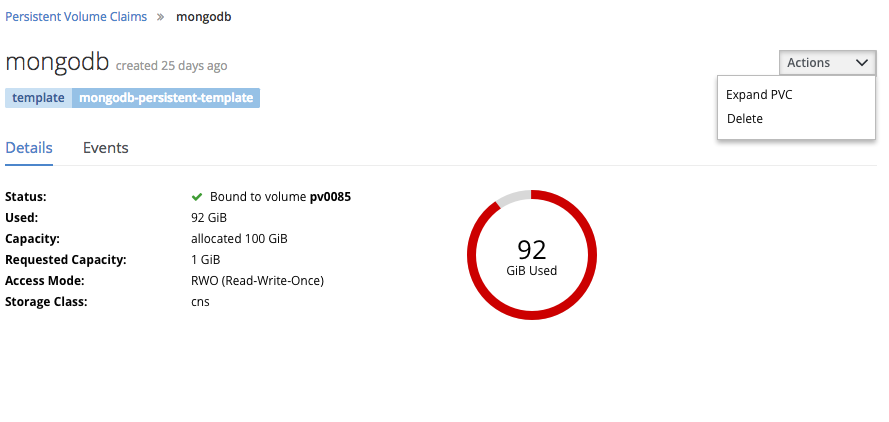 Persistent Volume Claims » mongodb
mongodb created 25 days ago
Actions
template mongodb-persistent-template
Expand PVC
Delete
Details Events
Status: Bound to volume pv0085
Used: 92 GiB
Capacity: allocated 100 GiB
Requested Capacity: 1 GiB
Access Mode: RWO (Read-Write-Once)
Storage Class: cns
92
GiB Used